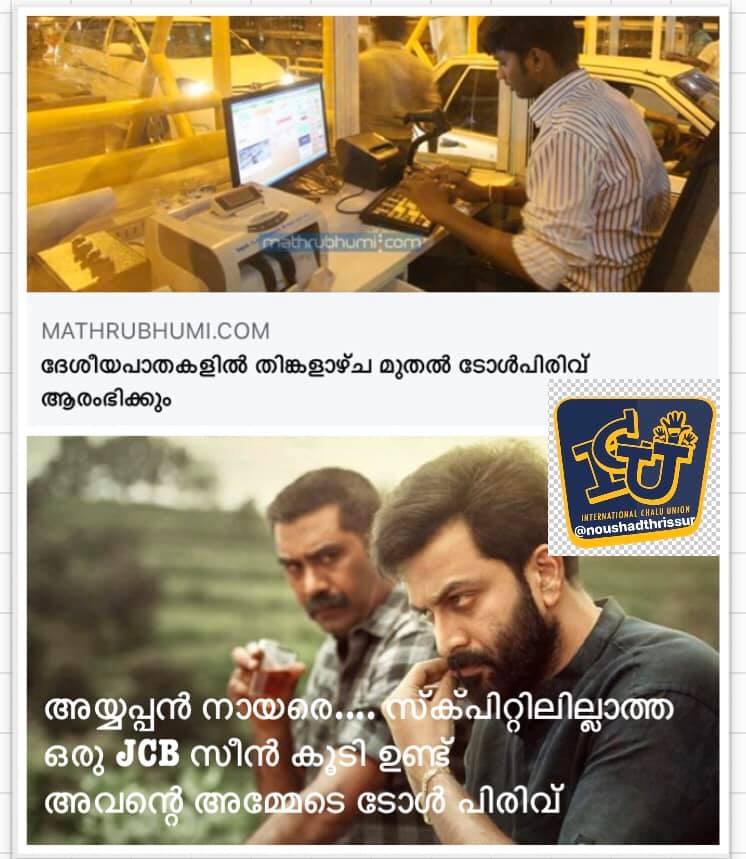 mathrubhumi.com
MATHRUBHUMI.COM
ദേശീയപാതകളിൽ തിങ്കളാഴ്ച മുതൽ ടോൾപിരിവ്
ആരംഭിക്കും
ICU
INTERNATIONAL CHALU UNION
@noushadthrissur
അയ്യപ്പൻ നായരെ.... സ്ക്പിറ്റിലില്ലാത്ത
ഒരു JCB സീൻ കൂടി ഉണ്ട്
അവന്റെ അമ്മേടെ ടോൾ പിരിവ്